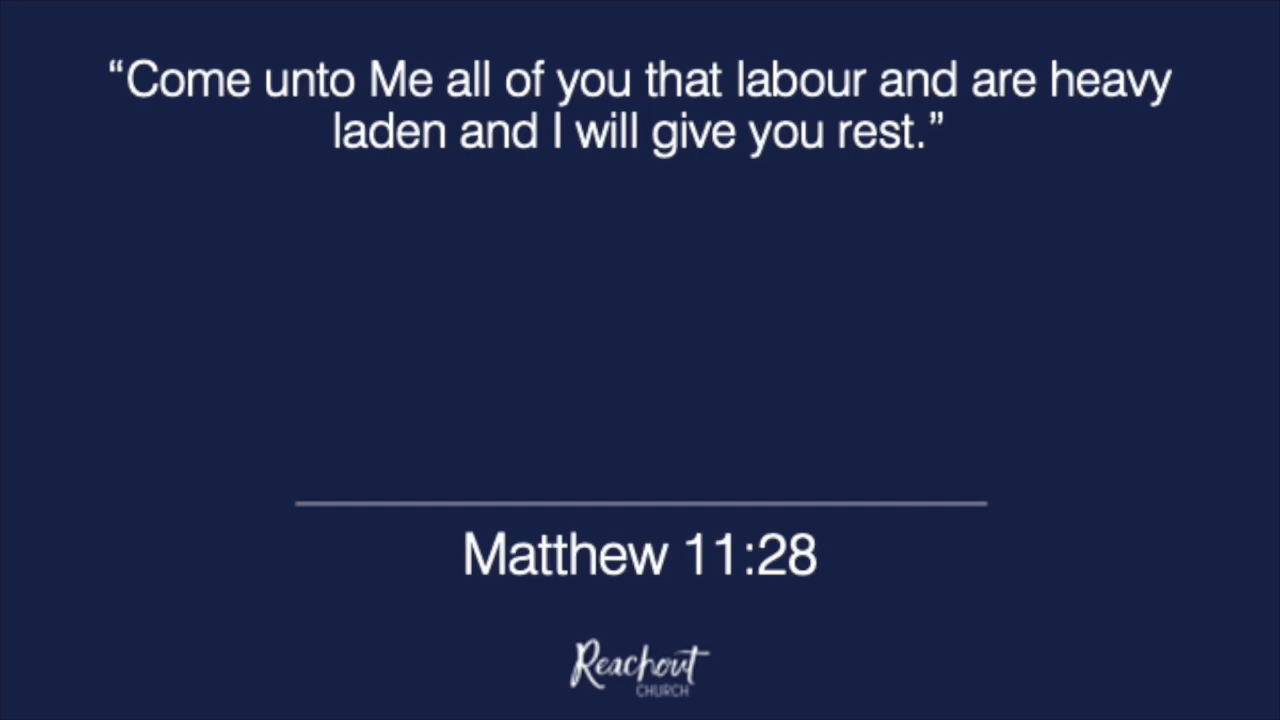 “Come unto Me all of you that labour and are heavy
laden and I will give you rest.”
Matthew 11:28
Reachout
CHURCH